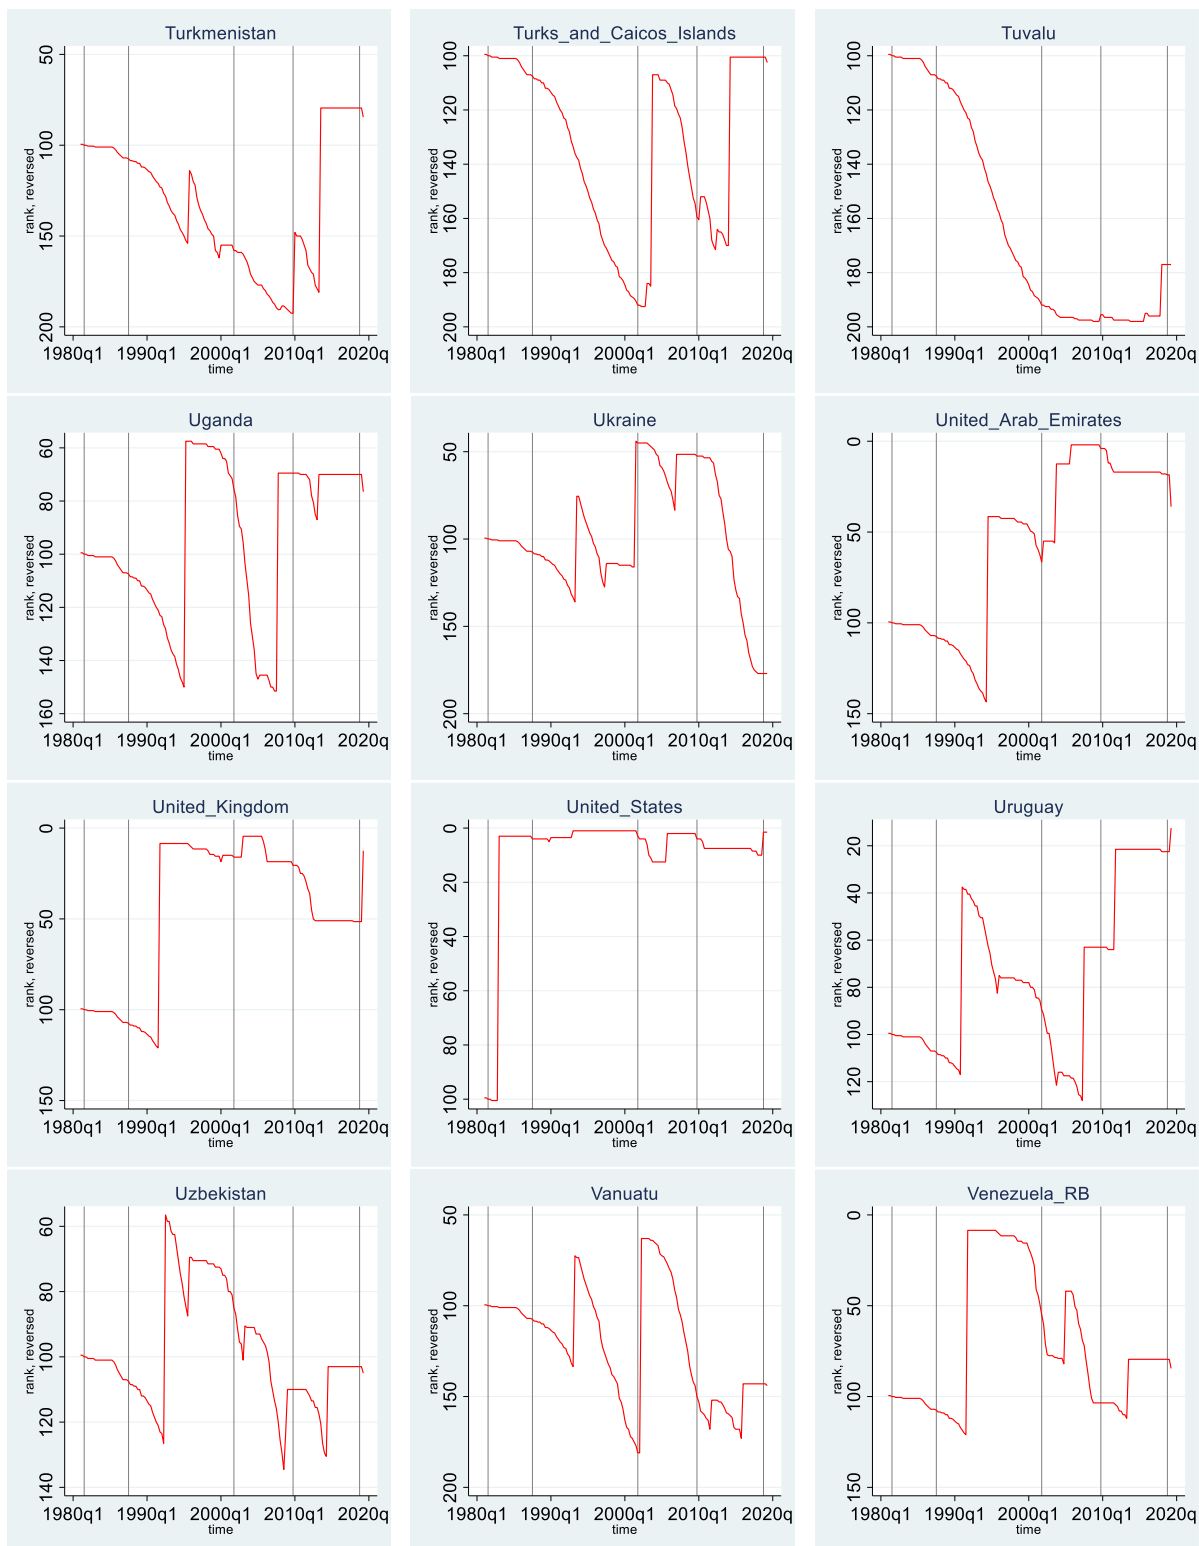 Turkmenistan
50
100
150
200
rank, reversed
1980q1 1990q1 2000q1 2010q1 2020q
time
Turks_and_Caicos_Islands
100
120
140
160
180
200
rank, reversed
1980q1 1990q1 2000q1 2010q1 2020q
time
Tuvalu
100
120
140
160
180
200
rank, reversed
1980q1 1990q1 2000q1 2010q1 2020q
time
Uganda
60
80
100
120
140
160
rank, reversed
1980q1 1990q1 2000q1 2010q1 2020q
time
Ukraine
50
100
150
200
rank, reversed
1980q1 1990q1 2000q1 2010q1 2020q
time
United_Arab_Emirates
0
50
100
150
rank, reversed
1980q1 1990q1 2000q1 2010q1 2020q
time
United_Kingdom
0
50
100
150
rank, reversed
1980q1 1990q1 2000q1 2010q1 2020q
time
United_States
0
20
40
60
80
100
rank, reversed
1980q1 1990q1 2000q1 2010q1 2020q
time
Uruguay
20
40
60
80
100
120
rank, reversed
1980q1 1990q1 2000q1 2010q1 2020q
time
Uzbekistan
60
80
100
120
140
rank, reversed
1980q1 1990q1 2000q1 2010q1 2020q
time
Vanuatu
50
100
150
200
rank, reversed
1980q1 1990q1 2000q1 2010q1 2020q
time
Venezuela_RB
0
50
100
150
rank, reversed
1980q1 1990q1 2000q1 2010q1 2020q
time